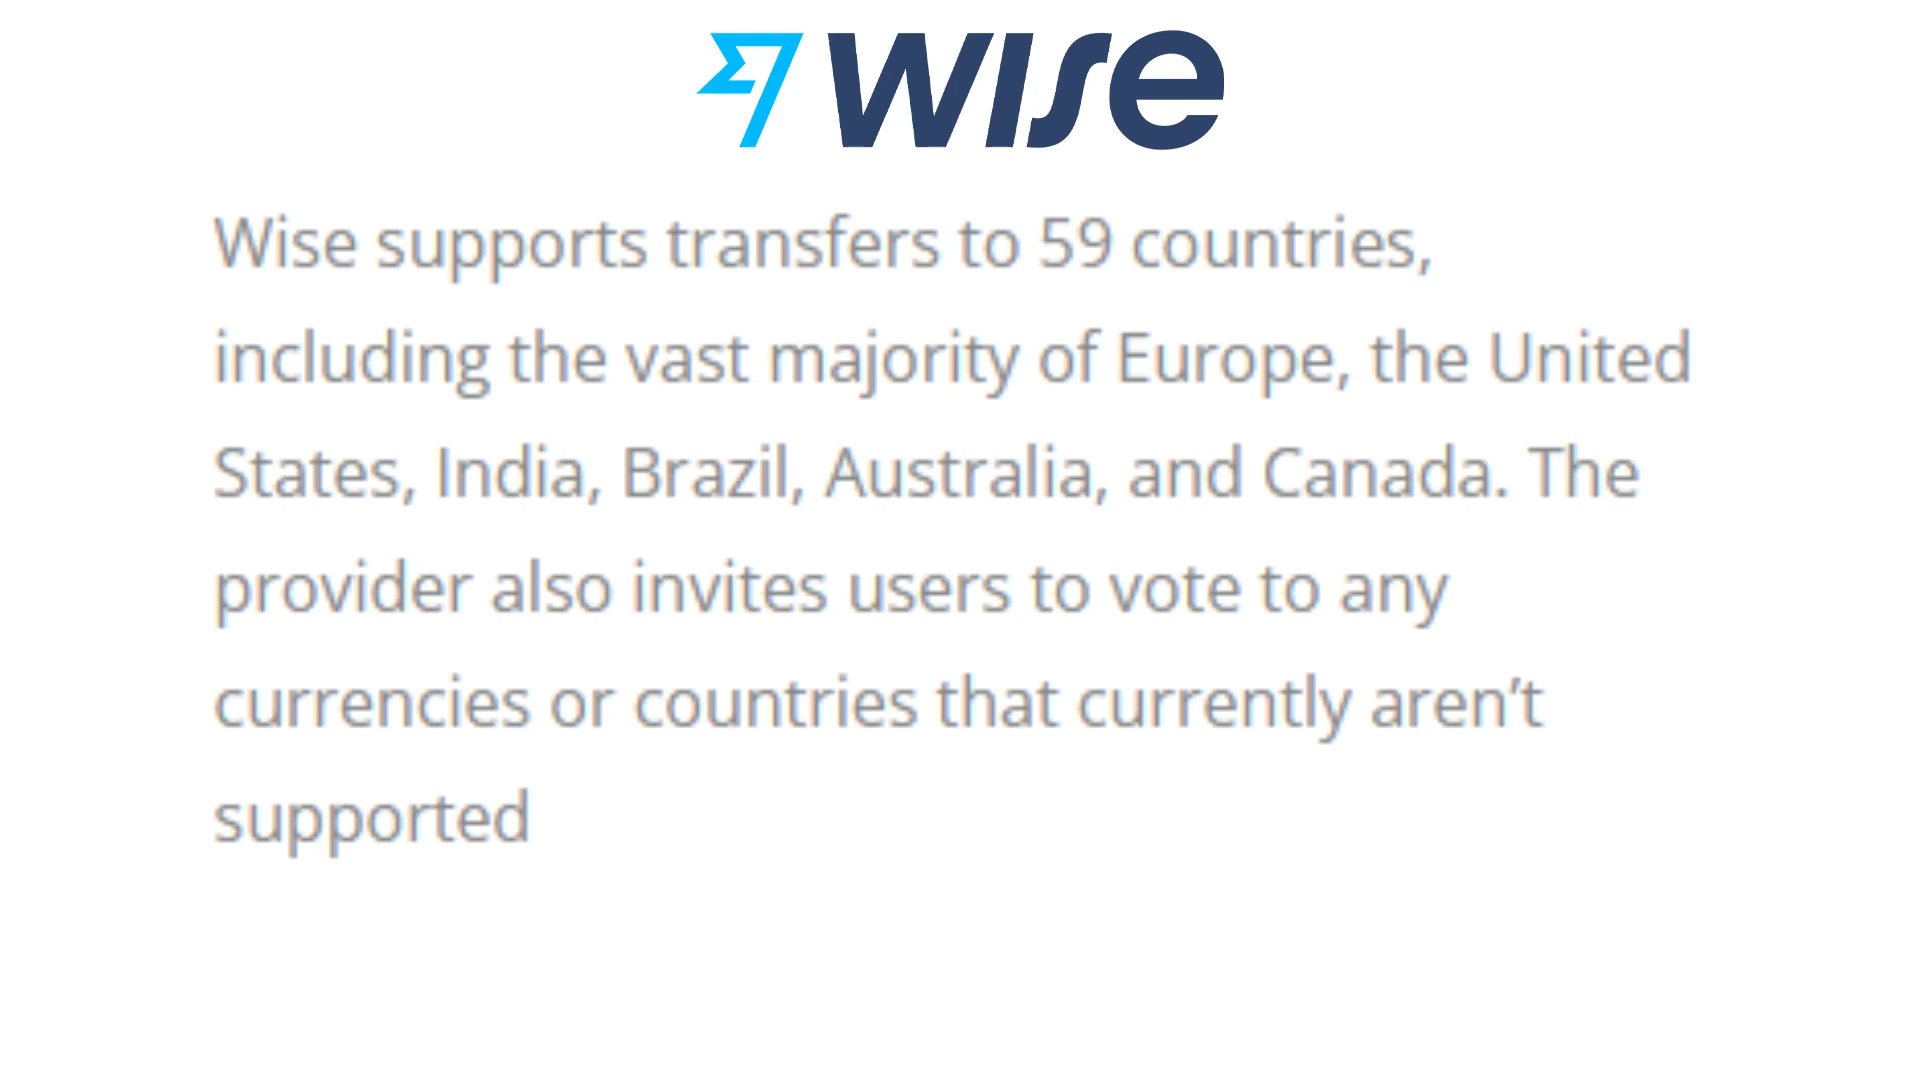 wise
Wise supports transfers to 59 countries,
including the vast majority of Europe, the United
States, India, Brazil, Australia, and Canada. The
provider also invites users to vote to any
currencies or countries that currently aren’t
supported